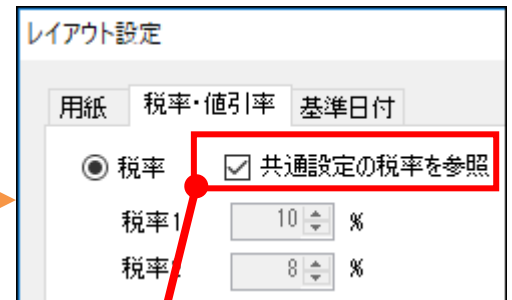 レイアウト設定
用紙 税率・値引率 基準日付
税率 共通設定の税率を参照
税率1 10 %
税率2 8 %